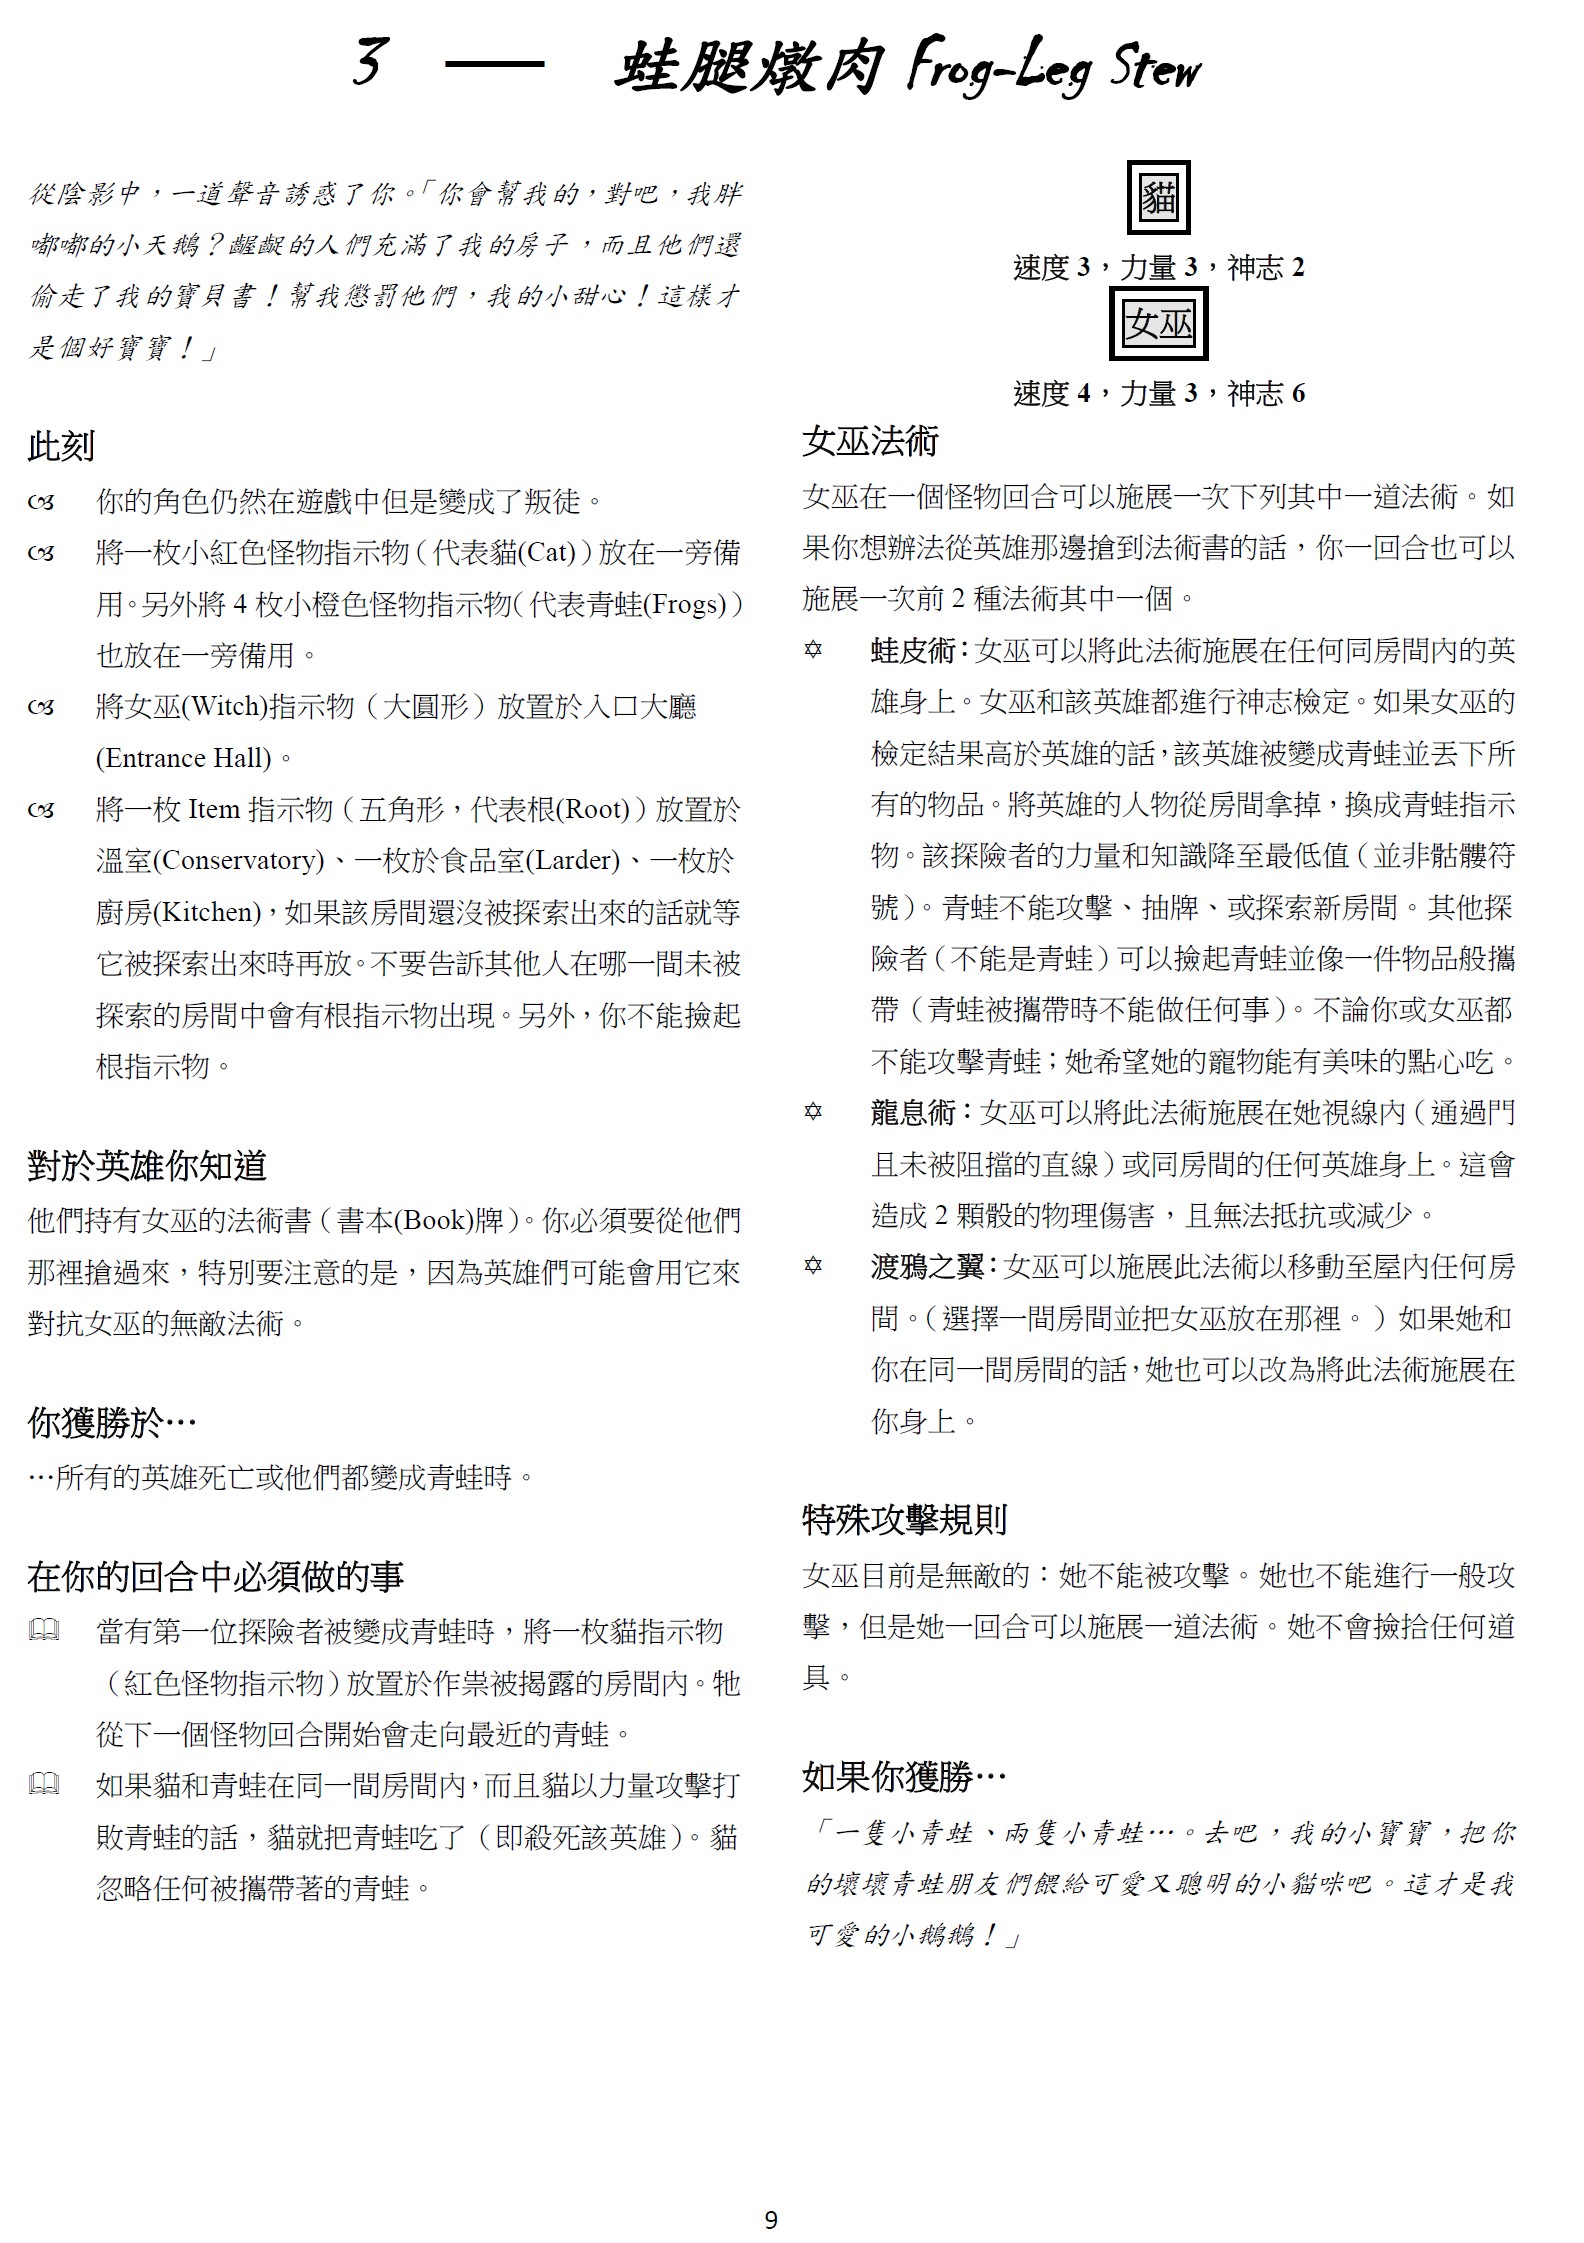 3 — 蛙腿燉肉 Frog-Leg Stew
從陰影中，一道聲音誘惑了你。「你會幫我的，對吧，我胖
嘟嘟的小天鵝？齷齪的人們充滿了我的房子，而且他們還
偷走了我的寶貝書！幫我懲罰他們，我的小甜心！這樣才
是個好寶寶！」
此刻
你的角色仍然在遊戲中但是變成了叛徒。
將一枚小紅色怪物指示物（代表貓(Cat)）放在一旁備
用。另外將 4 枚小橙色怪物指示物（代表青蛙(Frogs)）
也放在一旁備用。
將女巫(Witch)指示物（大圓形）放置於入口大廳
(Entrance Hall)。
將一枚 Item 指示物（五角形，代表根(Root)）放置於
溫室(Conservatory)、一枚於食品室(Larder)、一枚於
廚房(Kitchen)，如果該房間還沒被探索出來的話就等
它被探索出來時再放。不要告訴其他人在哪一間未被
探索的房間中會有根指示物出現。另外，你不能撿起
根指示物。
對於英雄你知道
他們持有女巫的法術書（書本(Book)牌）。你必須要從他們
那裡搶過來，特別要注意的是，因為英雄們可能會用它來
對抗女巫的無敵法術。
你獲勝於…
…所有的英雄死亡或他們都變成青蛙時。
在你的回合中必須做的事
當有第一位探險者被變成青蛙時，將一枚貓指示物
（紅色怪物指示物）放置於作祟被揭露的房間內。牠
從下一個怪物回合開始會走向最近的青蛙。
如果貓和青蛙在同一間房間內，而且貓以力量攻擊打
敗青蛙的話，貓就把青蛙吃了（即殺死該英雄）。貓
忽略任何被攜帶著的青蛙。
貓
速度 3，力量 3，神志 2
女巫
速度 4，力量 3，神志 6
女巫法術
女巫在一個怪物回合可以施展一次下列其中一道法術。如
果你想辦法從英雄那邊搶到法術書的話，你一回合也可以
施展一次前 2 種法術其中一個。
✡ 蛙皮術：女巫可以將此法術施展在任何同房間內的英
雄身上。女巫和該英雄都進行神志檢定。如果女巫的
檢定結果高於英雄的話，該英雄被變成青蛙並丟下所
有的物品。將英雄的人物從房間拿掉，換成青蛙指示
物。該探險者的力量和知識降至最低值（並非骷髏符
號）。青蛙不能攻擊、抽牌、或探索新房間。其他探
險者（不能是青蛙）可以撿起青蛙並像一件物品般攜
帶（青蛙被攜帶時不能做任何事）。不論你或女巫都
不能攻擊青蛙；她希望她的寵物能有美味的點心吃。
✡ 龍息術：女巫可以將此法術施展在她視線內（通過門
且未被阻擋的直線）或同房間的任何英雄身上。這會
造成 2 顆骰的物理傷害，且無法抵抗或減少。
✡ 渡鴉之翼：女巫可以施展此法術以移動至屋內任何房
間。（選擇一間房間並把女巫放在那裡。）如果她和
你在同一間房間的話，她也可以改為將此法術施展在
你身上。
特殊攻擊規則
女巫目前是無敵的：她不能被攻擊。她也不能進行一般攻
擊，但是她一回合可以施展一道法術。她不會撿拾任何道
具。
如果你獲勝…
「一隻小青蛙、兩隻小青蛙…。去吧，我的小寶寶，把你
的壞壞青蛙朋友們餵給可愛又聰明的小貓咪吧。這才是我
可愛的小鵝鵝！」
9